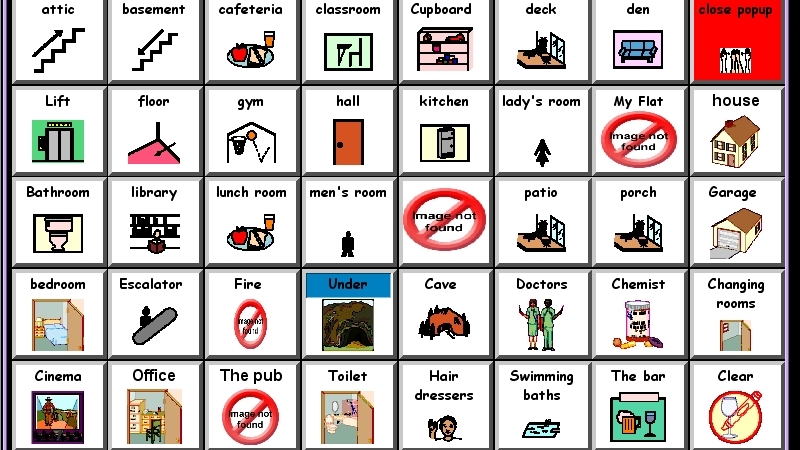 attic
basement
cafeteria
classroom
Cupboard
deck
den
close popup
Lift
floor
gym
hall
kitchen
lady's room
My Flat
Image not
found
house
Bathroom
library
lunch room
men's room
Image not
found
patio
porch
Garage
bedroom
Escalator
Fire
Image not
found
Under
Cave
Doctors
Chemist
Changing
rooms
Cinema
Office
The pub
Image not
found
Toilet
Hair
dressers
Swimming
baths
The bar
Clear